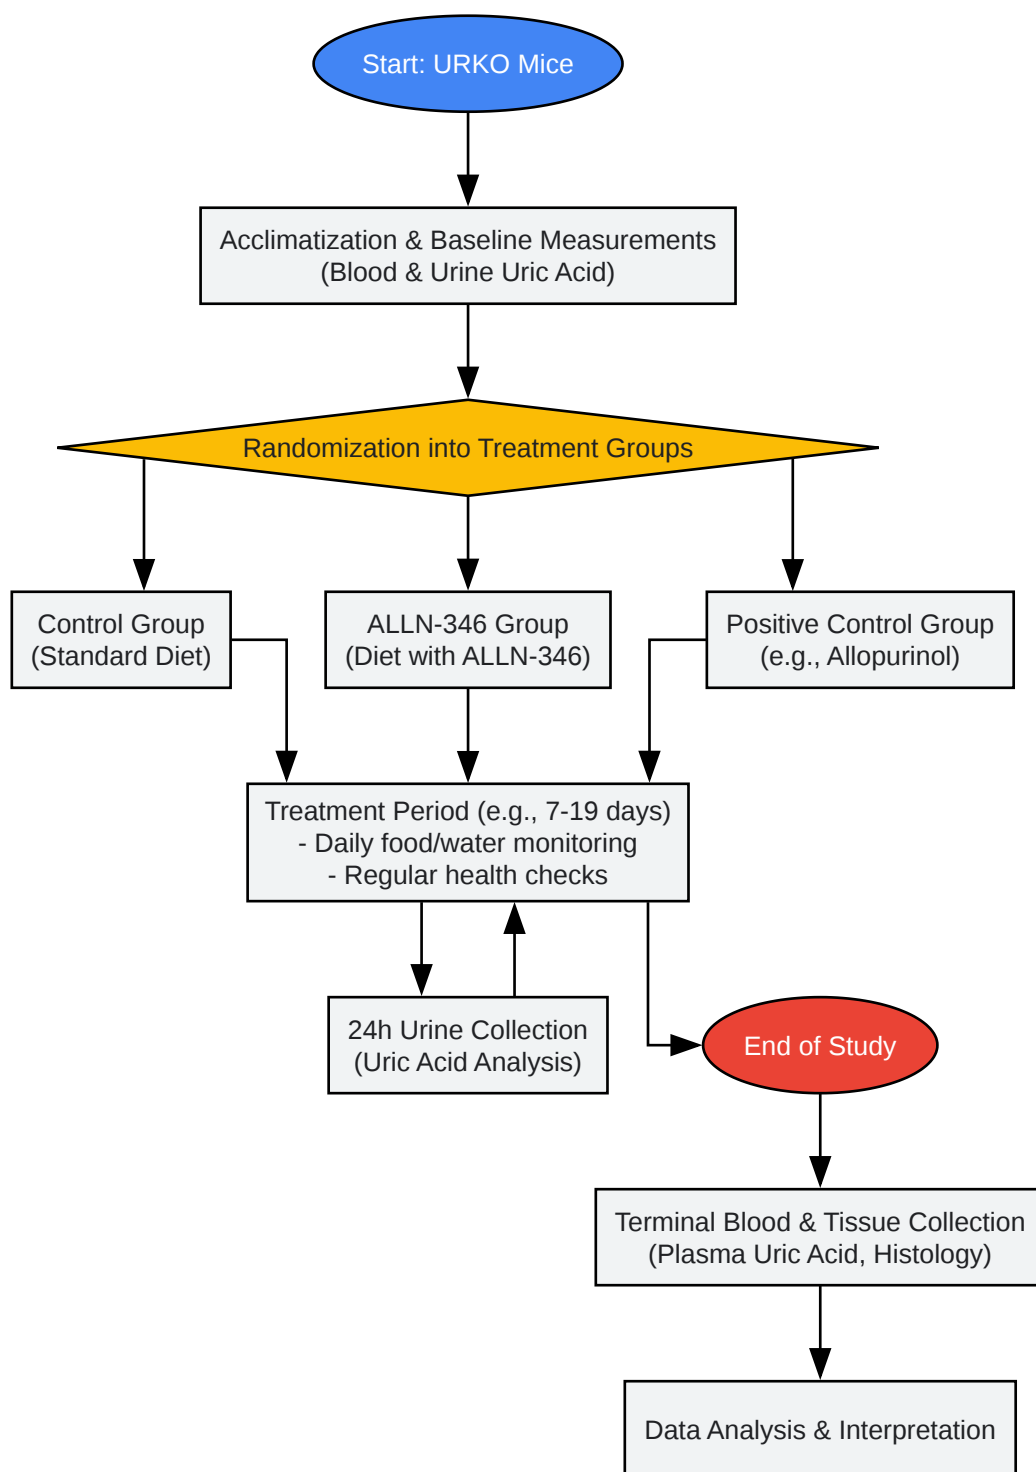 Start: URKO Mice
Acclimatization & Baseline Measurements
(Blood & Urine Uric Acid)
Randomization into Treatment Groups
Control Group
(Standard Diet)
ALLN-346 Group
(Diet with ALLN-346)
Positive Control Group
(e.g., Allopurinol)
Treatment Period (e.g., 7-19 days)
- Daily food/water monitoring
- Regular health checks
24h Urine Collection
(Uric Acid Analysis)
End of Study
Terminal Blood & Tissue Collection
(Plasma Uric Acid, Histology)
Data Analysis & Interpretation